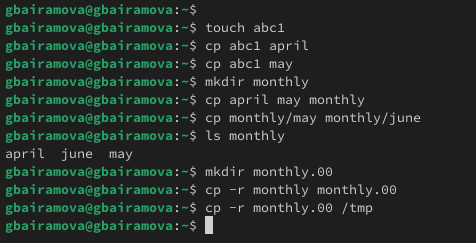 gbairamova@gbairamova:~$
gbairamova@gbairamova:~$ touch abc1
gbairamova@gbairamova:~$ cp abc1 april
gbairamova@gbairamova:~$ cp abc1 may
gbairamova@gbairamova:~$ mkdir monthly
gbairamova@gbairamova:~$ cp april may monthly
gbairamova@gbairamova:~$ cp monthly/may monthly/june
gbairamova@gbairamova:~$ ls monthly
april  june  may
gbairamova@gbairamova:~$ mkdir monthly.00
gbairamova@gbairamova:~$ cp -r monthly monthly.00
gbairamova@gbairamova:~$ cp -r monthly.00 /tmp
gbairamova@gbairamova:~$